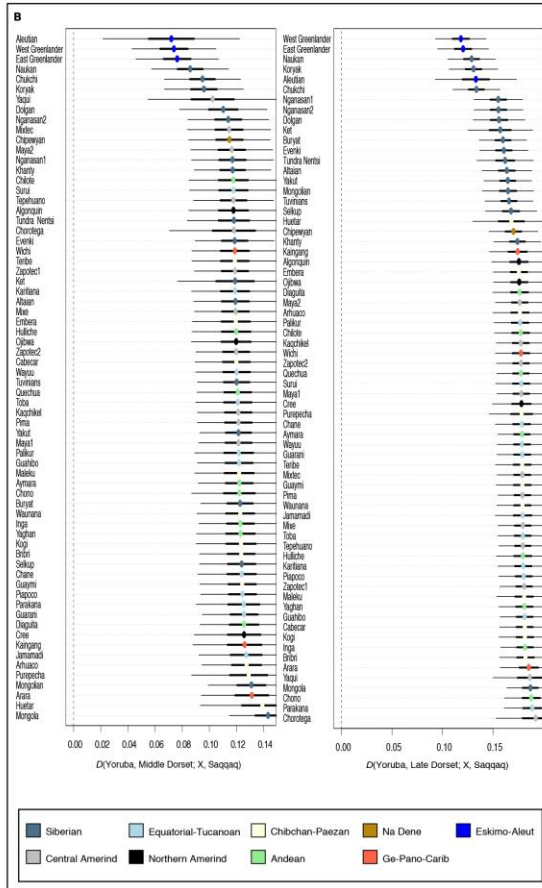 B
Aleutian
West Greenlander
East Greenlander
Naukan
Chukchi
Koryak
Yaqui
Dolgan
Nganasan2
Mixtec
Chipewyan
Maya2
Nganasan1
Khanty
Chilote
Surui
Tepehuano
Algonquin
Tundra Nentsi
Chorotega
Evenki
Wichi
Teribe
Zapotec1
Ket
Karitiana
Altaian
Mixe
Embera
Huilliche
Ojibwa
Zapotec2
Cabecar
Wayuu
Tuvinians
Quechua
Toba
Kaqchikel
Pima
Yakut
Maya1
Palikur
Guahibo
Maleku
Aymara
Chono
Buryat
Waunana
Inga
Yaghan
Kogi
Bribri
Selkup
Chane
Guaymi
Piapoco
Parakana
Guarani
Diaguita
Cree
Kaingang
Jamamadi
Arhuaco
Purepecha
Mongolian
Arara
Huetar
Mongola
0.00 0.02 0.04 0.06 0.08 0.10 0.12 0.14
D(Yoruba, Middle Dorset; X, Saqqaq)
West Greenlander
East Greenlander
Naukan
Koryak
Aleutian
Chukchi
Nganasan1
Nganasan2
Dolgan
Ket
Buryat
Evenki
Tundra Nentsi
Altaian
Yakut
Mongolian
Tuvinians
Selkup
Huetar
Chipewyan
Khanty
Kaingang
Algonquin
Embera
Ojibwa
Diaguita
Maya2
Arhuaco
Palikur
Chilote
Kaqchikel
Wichi
Zapotec2
Quechua
Surui
Maya1
Cree
Purepecha
Chane
Aymara
Wayuu
Guarani
Teribe
Mixtec
Guaymi
Pima
Waunana
Jamamadi
Mixe
Toba
Tepehuano
Huilliche
Karitiana
Piapoco
Zapotec1
Maleku
Yaghan
Guahibo
Cabecar
Kogi
Inga
Bribri
Arara
Yaqui
Mongola
Chono
Parakana
Chorotega
0.00 0.05 0.10 0.15
D(Yoruba, Late Dorset; X, Saqqaq)
Siberian Equatorial-Tucanoan Chibchan-Paezan Na Dene Eskimo-Aleut
Central Amerind Northern Amerind Andean Ge-Pano-Carib